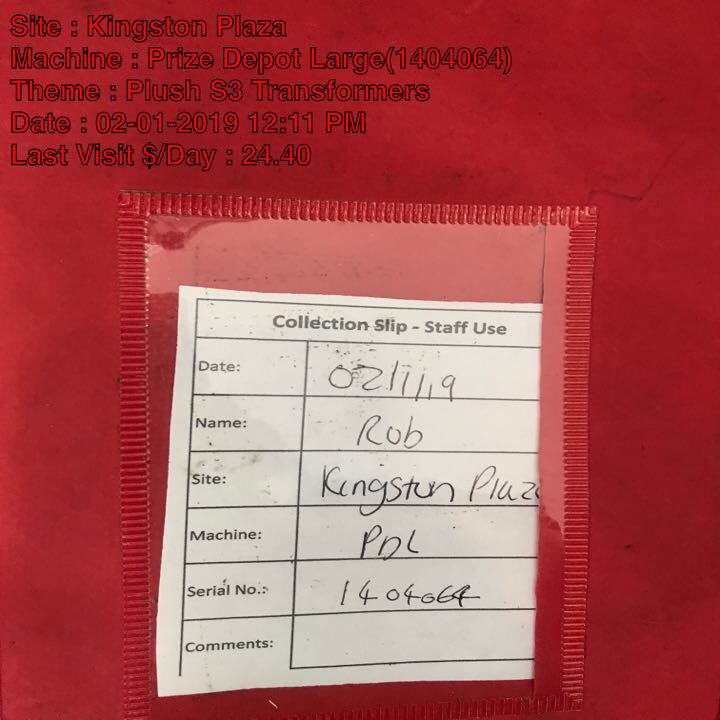 Site : Kingston Plaza
Machine : Prize Depot Large(1404064)
Theme : Plush S3 Transformers
Date : 02-01-2019 12:11 PM
Last Visit $/Day : 24.40
Collection Slip - Staff Use
Date: 02/1/19
Name: Rob
Site: Kingston Plaza
Machine: PDL
Serial No.: 1404064
Comments: